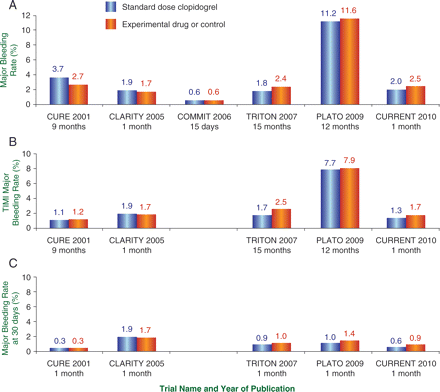 A
Standard dose clopidogrel
Experimental drug or control
Major Bleeding
Rate (%)
12
10
8
6
4
2
0
3.7 2.7 1.9 1.7 0.6 0.6 1.8 2.4 11.2 11.6 2.0 2.5
CURE 2001 CLARITY 2005 COMMIT 2006 TRITON 2007 PLATO 2009 CURRENT 2010
9 months 1 month 15 days 15 months 12 months 1 month
B
TIMI Major
Bleeding Rate (%)
10
8
6
4
2
0
1.1 1.2 1.9 1.7 1.7 2.5 7.7 7.9 1.3 1.7
CURE 2001 CLARITY 2005 TRITON 2007 PLATO 2009 CURRENT 2010
9 months 1 month 15 months 12 months 1 month
C
Major Bleeding Rate
at 30 days (%)
10
8
6
4
2
0
0.3 0.3 1.9 1.7 0.9 1.0 1.0 1.4 0.6 0.9
CURE 2001 CLARITY 2005 TRITON 2007 PLATO 2009 CURRENT 2010
1 month 1 month 1 month 1 month 1 month
Trial Name and Year of Publication